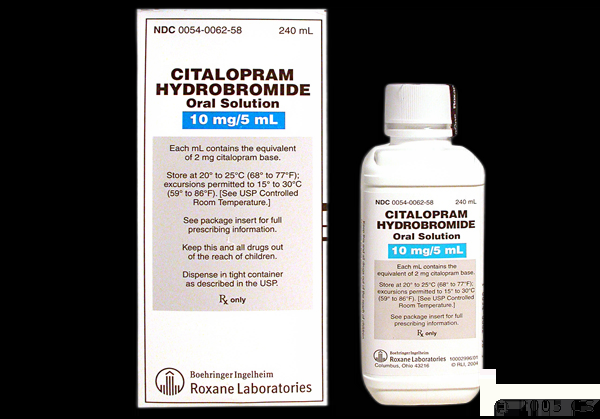 NDC 0054-0062-58 240 mL
CITALOPRAM
HYDROBROMIDE
Oral Solution
10 mg/5 mL
Each mL contains the equivalent
of 2 mg citalopram base.
Store at 20° to 25°C (68° to 77°F);
excursions permitted to 15° to 30°C
(59° to 86°F). [See USP Controlled
Room Temperature.]
See package insert for full
prescribing information.
Keep this and all drugs out
of the reach of children.
Dispense in tight container
as described in the USP.
℞ only
Boehringer Ingelheim
Roxane Laboratories
NDC 0054-0062-58 240 mL
CITALOPRAM
HYDROBROMIDE
Oral Solution
10 mg/5 mL
Each mL contains the
equivalent of 2 mg citalopram base.
Store at 20° to 25°C (68° to 77°F);
excursions permitted to 15° to 30°C
(59° to 86°F). [See USP Controlled
Room Temperature.]
See package insert for full
prescribing information.
℞ only
Boehringer Ingelheim
Roxane Laboratories
Columbus, Ohio 43216
10002996/01
© RLI, 2004